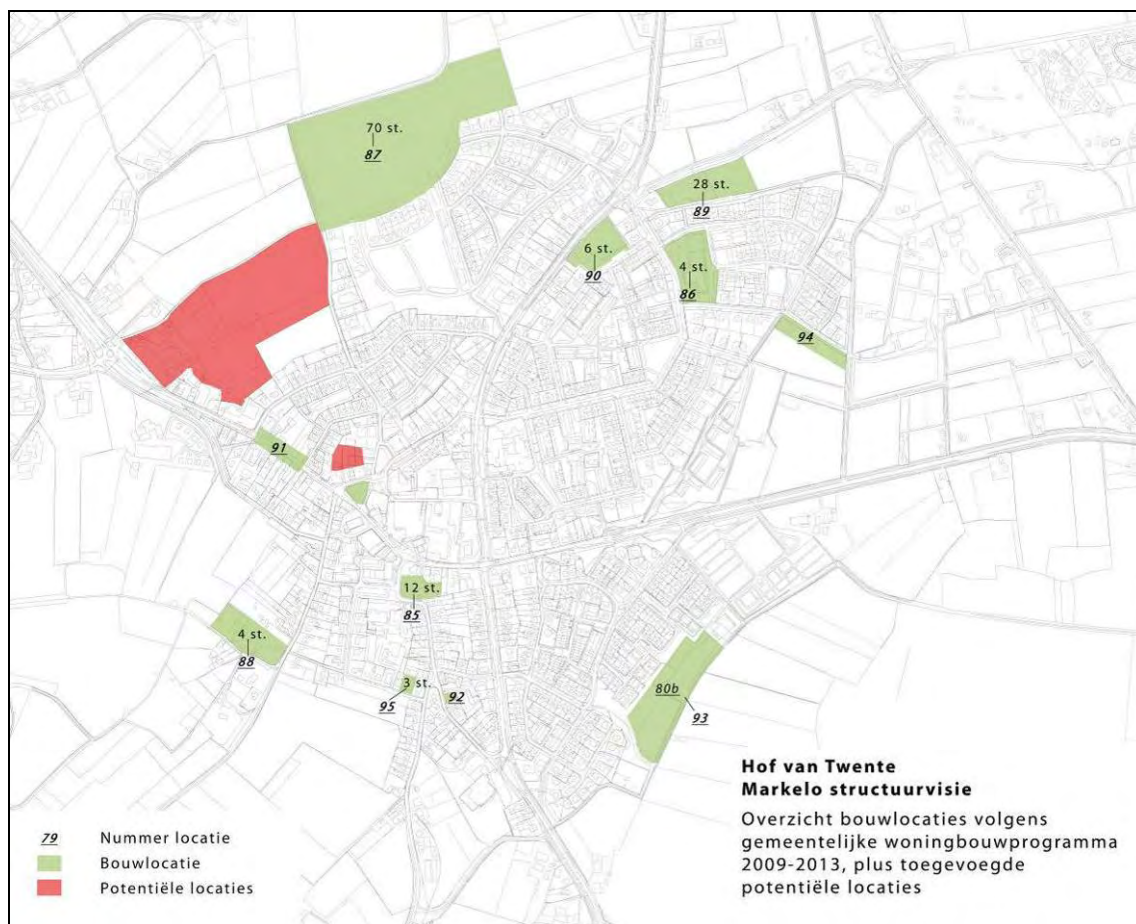 70 st.
87
28 st.
89
6 st.
90
4 st.
86
94
91
12 st.
85
4 st.
88
3 st.
95
92
80b
93
Hof van Twente
Markelo structuurvisie
Overzicht bouwlocaties volgens
gemeentelijke woningbouwprogramma
2009-2013, plus toegevoegde
potentiële locaties
79 Nummer locatie
Bouwlocatie
Potentiële locaties